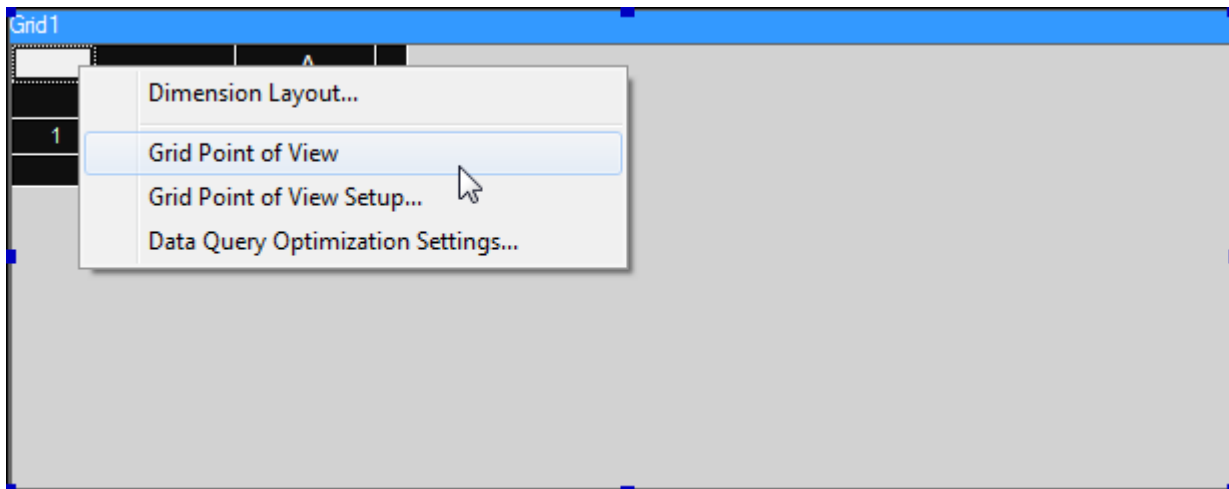 Grid1
A
Dimension Layout...
1
Grid Point of View
Grid Point of View Setup...
Data Query Optimization Settings...